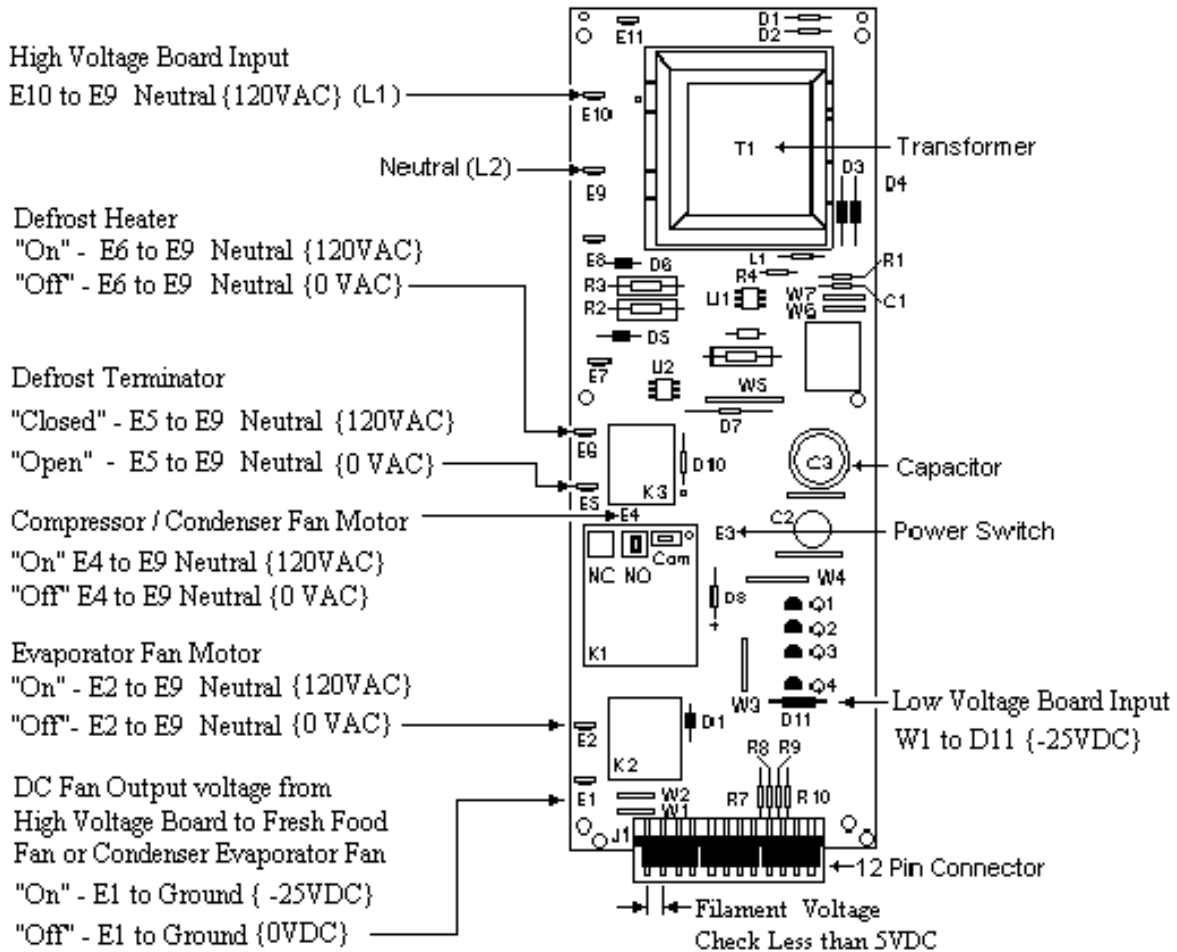 High Voltage Board Input
E10 to E9 Neutral {120VAC} (L1)
Neutral (L2)
Defrost Heater
"On" - E6 to E9 Neutral {120VAC}
"Off" - E6 to E9 Neutral {0 VAC}
Defrost Terminator
"Closed" - E5 to E9 Neutral {120VAC}
"Open" - E5 to E9 Neutral {0 VAC}
Compressor / Condenser Fan Motor
"On" E4 to E9 Neutral {120VAC}
"Off" E4 to E9 Neutral {0 VAC}
Evaporator Fan Motor
"On" - E2 to E9 Neutral {120VAC}
"Off" - E2 to E9 Neutral {0 VAC}
DC Fan Output voltage from
High Voltage Board to Fresh Food
Fan or Condenser Evaporator Fan
"On" - E1 to Ground { -25VDC}
"Off" - E1 to Ground {0VDC}
E11
D1
D2
E10
T1
E9
D3
D4
E8
D6
L1
R4
R1
R3
U1
W7
C1
R2
W6
D5
E7
U2
W5
D7
E6
D10
C3
K3
E5
E4
C2
E3
NC NO Com
W4
D8
+
Q1
Q2
Q3
K1
Q4
W3
D11
E2
D1
K2
R8 R9
E1
W2
W1
R7
R10
J1
Transformer
Capacitor
Power Switch
Low Voltage Board Input
W1 to D11 {-25VDC}
12 Pin Connector
Filament Voltage
Check Less than 5VDC